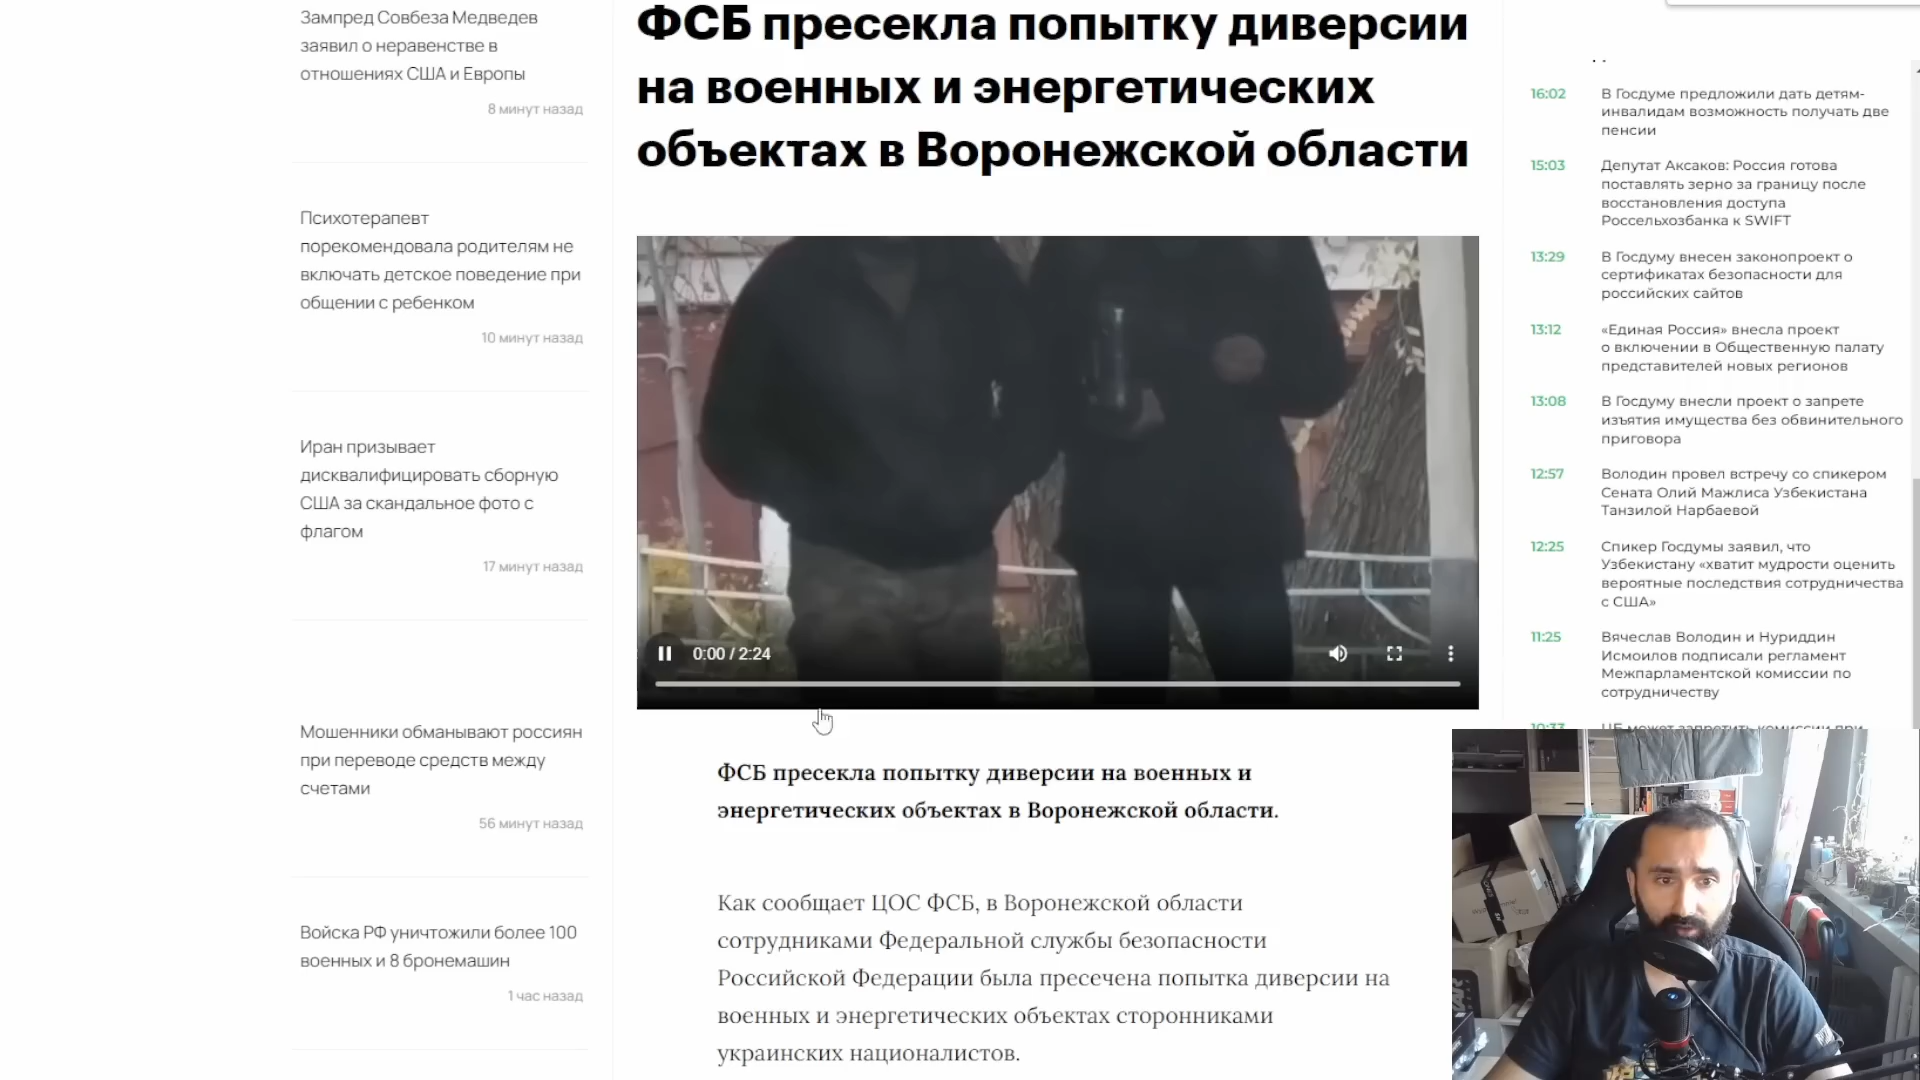 Зампред Совбеза Медведев
заявил о неравенстве в
отношениях США и Европы
8 минут назад
Психотерапевт
порекомендовала родителям не
включать детское поведение при
общении с ребенком
10 минут назад
Иран призывает
дисквалифицировать сборную
США за скандальное фото с
флагом
17 минут назад
Мошенники обманывают россиян
при переводе средств между
счетами
56 минут назад
Войска РФ уничтожили более 100
военных и 8 бронемашин
1 час назад
ФСБ пресекла попытку диверсии
на военных и энергетических
объектах в Воронежской области
0:00 / 2:24
ФСБ пресекла попытку диверсии на военных и
энергетических объектах в Воронежской области.
Как сообщает ЦОС ФСБ, в Воронежской области
сотрудниками Федеральной службы безопасности
Российской Федерации была пресечена попытка диверсии на
военных и энергетических объектах сторонниками
украинских националистов.
16:02
В Госдуме предложили дать детям-
инвалидам возможность получать две
пенсии
15:03
Депутат Аксаков: Россия готова
поставлять зерно за границу после
восстановления доступа
Россельхозбанка к SWIFT
13:29
В Госдуму внесен законопроект о
сертификатах безопасности для
российских сайтов
13:12
«Единая Россия» внесла проект
о включении в Общественную палату
представителей новых регионов
13:08
В Госдуму внесли проект о запрете
изъятия имущества без обвинительного
приговора
12:57
Володин провел встречу со спикером
Сената Олий Мажлиса Узбекистана
Танзилой Нарбаевой
12:25
Спикер Госдумы заявил, что
Узбекистану «хватит мудрости оценить
вероятные последствия сотрудничества
с США»
11:25
Вячеслав Володин и Нуриддин
Исмоилов подписали регламент
Межпарламентской комиссии по
сотрудничеству
10:33
ЦБ может запретить комиссии при